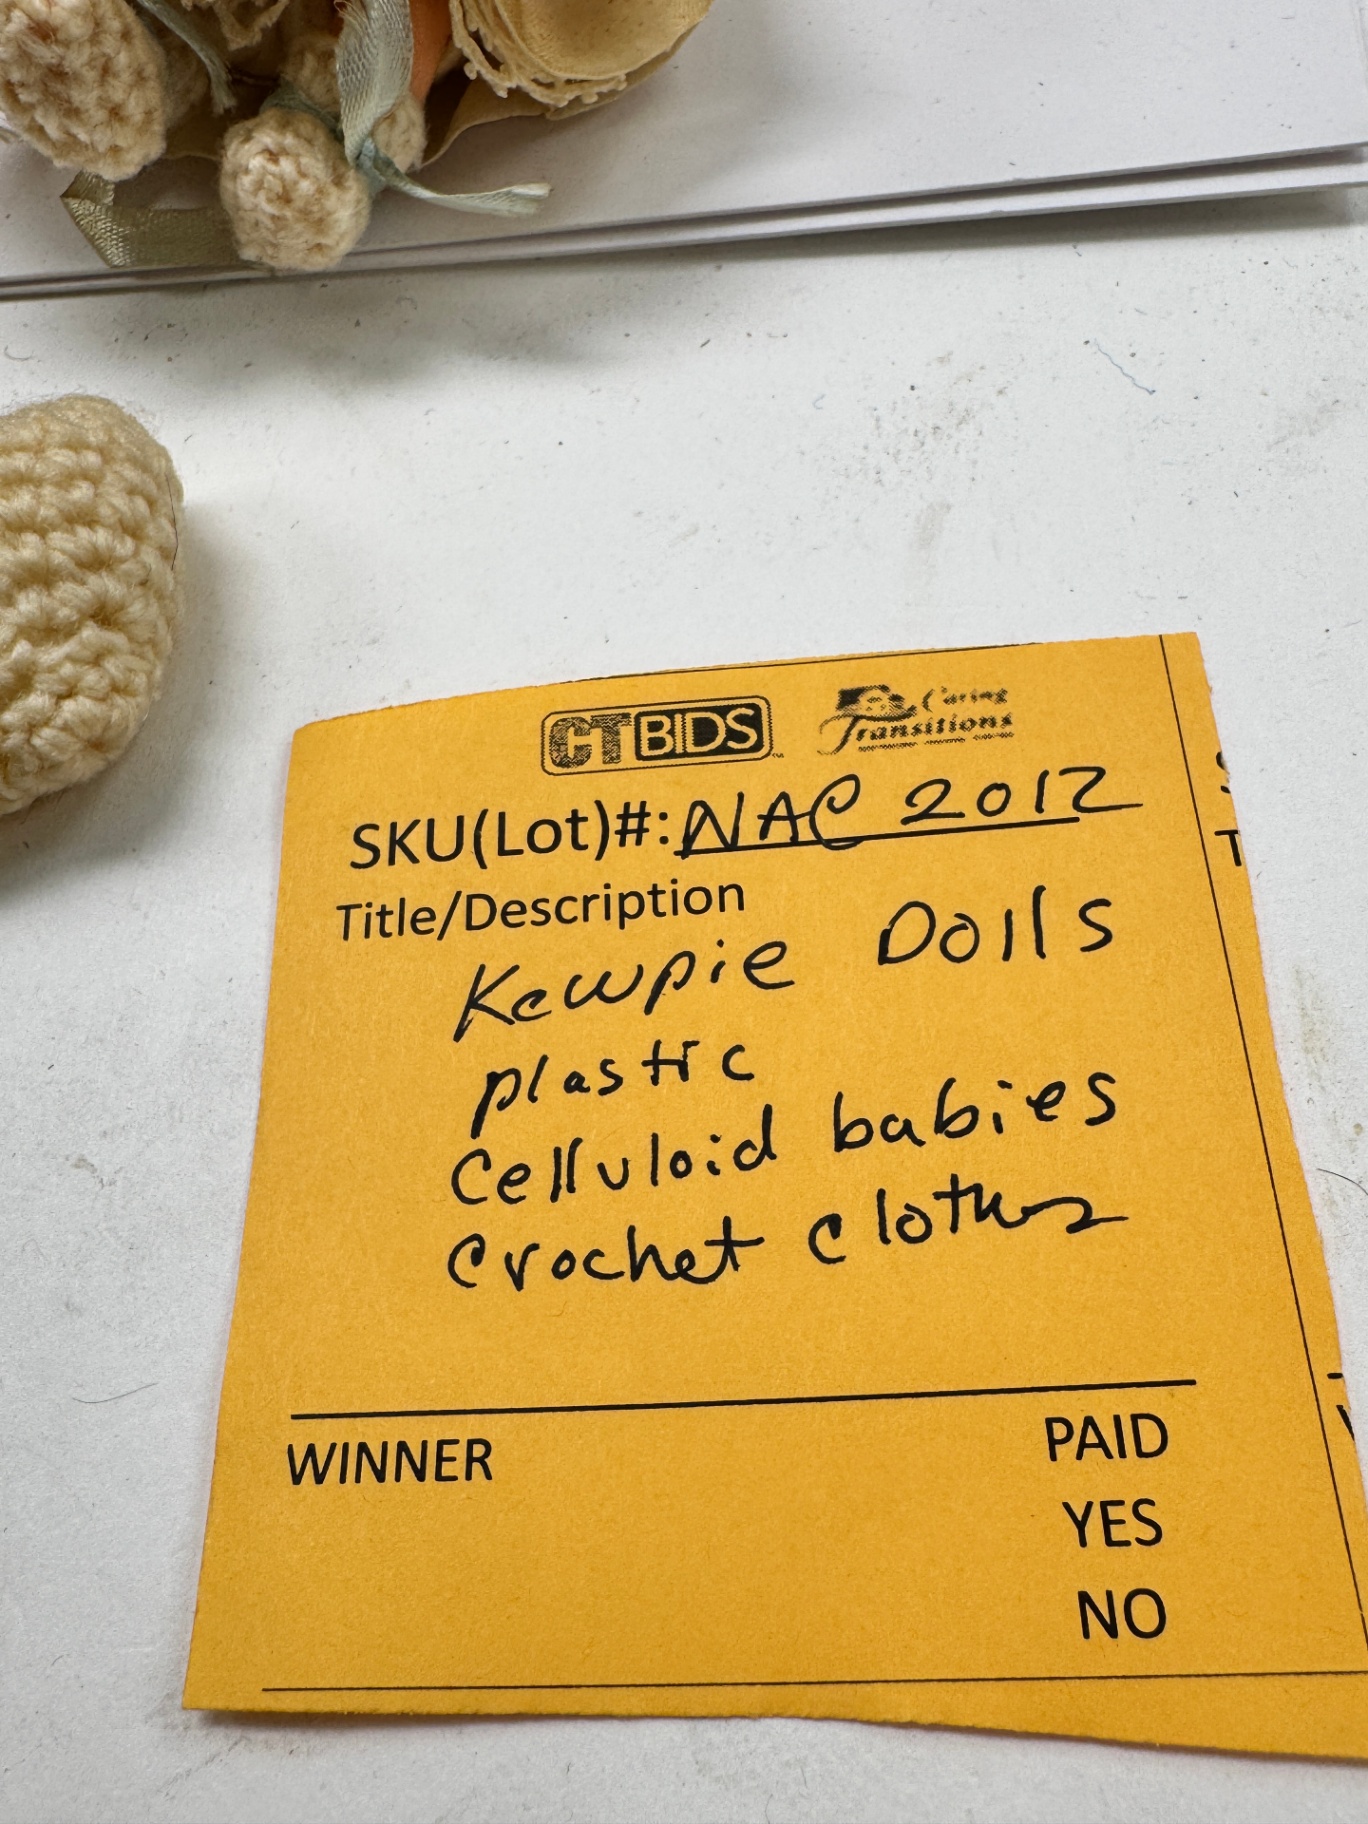 CTBIDS Caring Transitions
SKU(Lot)#: NAC 2012
Title/Description
Kewpie Dolls
plastic
Celluloid babies
Crochet clothes
WINNER PAID
YES
NO